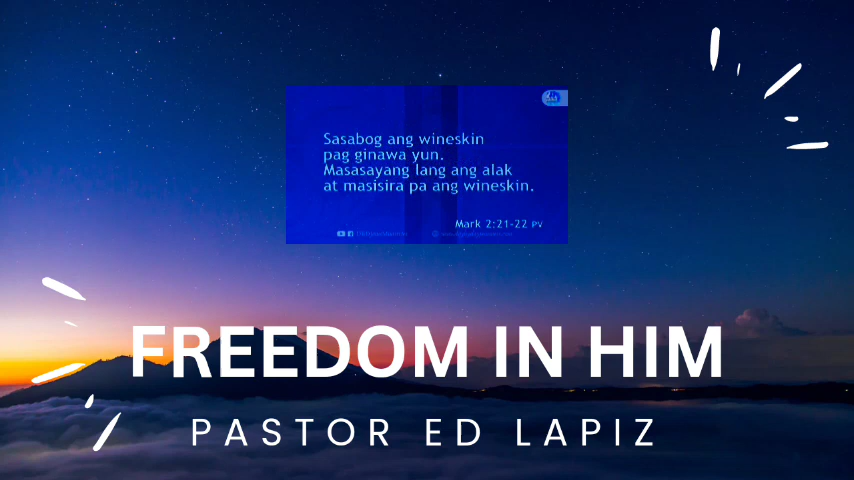 Sasabog ang wineskin
pag ginawa yun.
Masasayang lang ang alak
at masisira pa ang wineskin.
Mark 2:21-22 PV
FREEDOM IN HIM
PASTOR ED LAPIZ